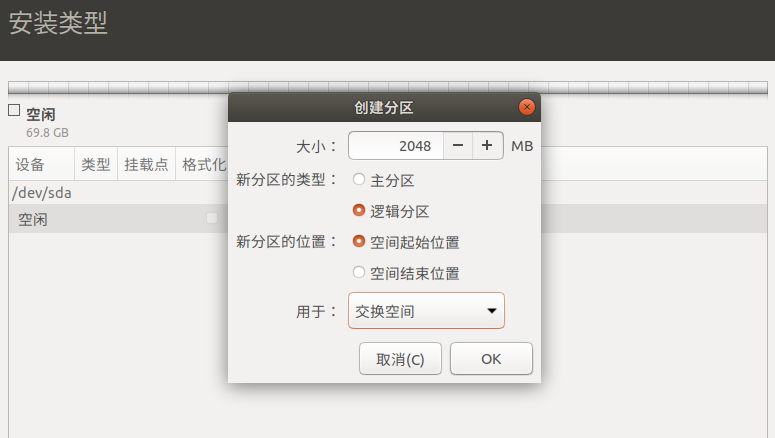 安装类型
空闲
69.8 GB
设备 类型 挂载点 格式化
/dev/sda
空闲
创建分区
大小： 2048 − + MB
新分区的类型： 主分区
逻辑分区
新分区的位置： 空间起始位置
空间结束位置
用于： 交换空间
取消(C) OK